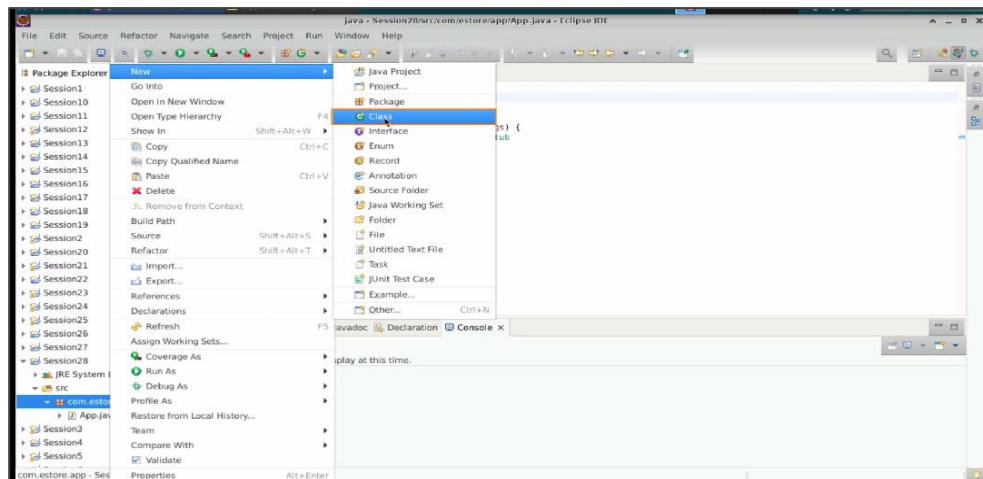 java - Session28/src/com/estore/app/App.java - Eclipse IDE
File Edit Source Refactor Navigate Search Project Run Window Help
Package Explorer
Session1
Session10
Session11
Session12
Session13
Session14
Session15
Session16
Session17
Session18
Session19
Session2
Session20
Session21
Session22
Session23
Session24
Session25
Session26
Session27
Session28
JRE System
src
com.esto
App.jav
Session3
Session4
Session5
com.estore.app - Ses
New
Go Into
Open in New Window
Open Type Hierarchy F4
Show In Shift+Alt+W
Copy Ctrl+C
Copy Qualified Name
Paste Ctrl+V
Delete
Remove from Context
Build Path
Source Shift+Alt+S
Refactor Shift+Alt+T
Import...
Export...
References
Declarations
Refresh F5
Assign Working Sets...
Coverage As
Run As
Debug As
Profile As
Restore from Local History...
Team
Compare With
Validate
Properties Alt+Enter
Java Project
Project...
Package
Class
Interface
Enum
Record
Annotation
Source Folder
Java Working Set
Folder
File
Untitled Text File
Task
JUnit Test Case
Example...
Other... Ctrl+N
gs) {
tub
avadoc Declaration Console
splay at this time.